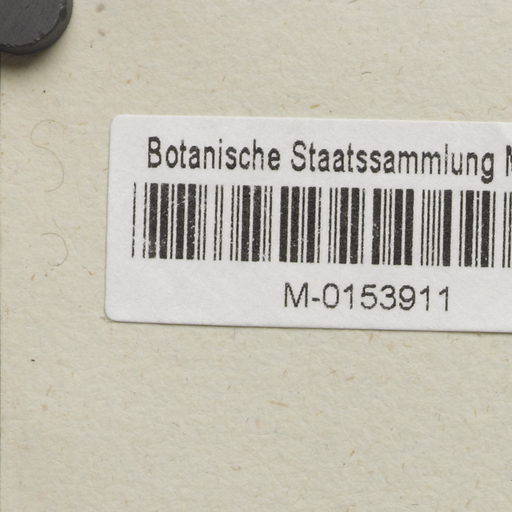 Botanische Staatssammlung
M-0153911